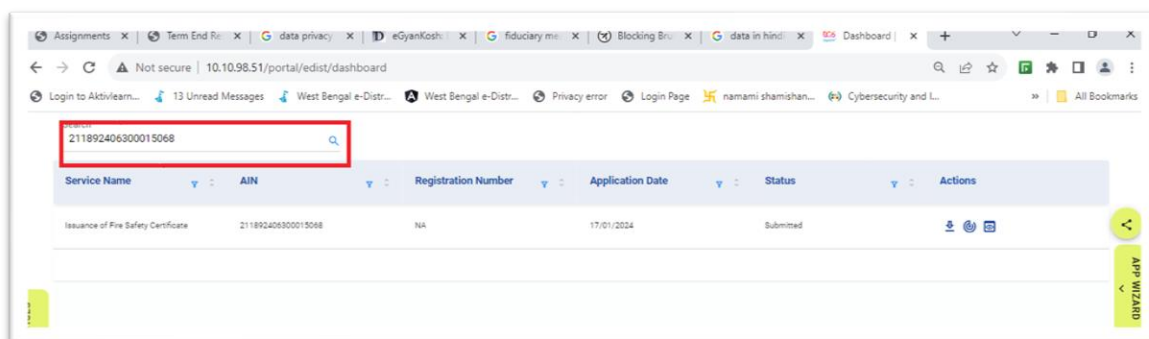 Assignments Term End Re data privacy eGyanKosh: fiduciary me Blocking Bru data in hindi Dashboard |
Not secure | 10.10.98.51/portal/edist/dashboard
Login to Aktivlearn... 13 Unread Messages West Bengal e-Distr... West Bengal e-Distr... Privacy error Login Page namami shamishan... Cybersecurity and I... » All Bookmarks
Search
211892406300015068
Service Name AIN Registration Number Application Date Status Actions
Issuance of Fire Safety Certificate 211892406300015068 NA 17/01/2024 Submitted
APP WIZARD